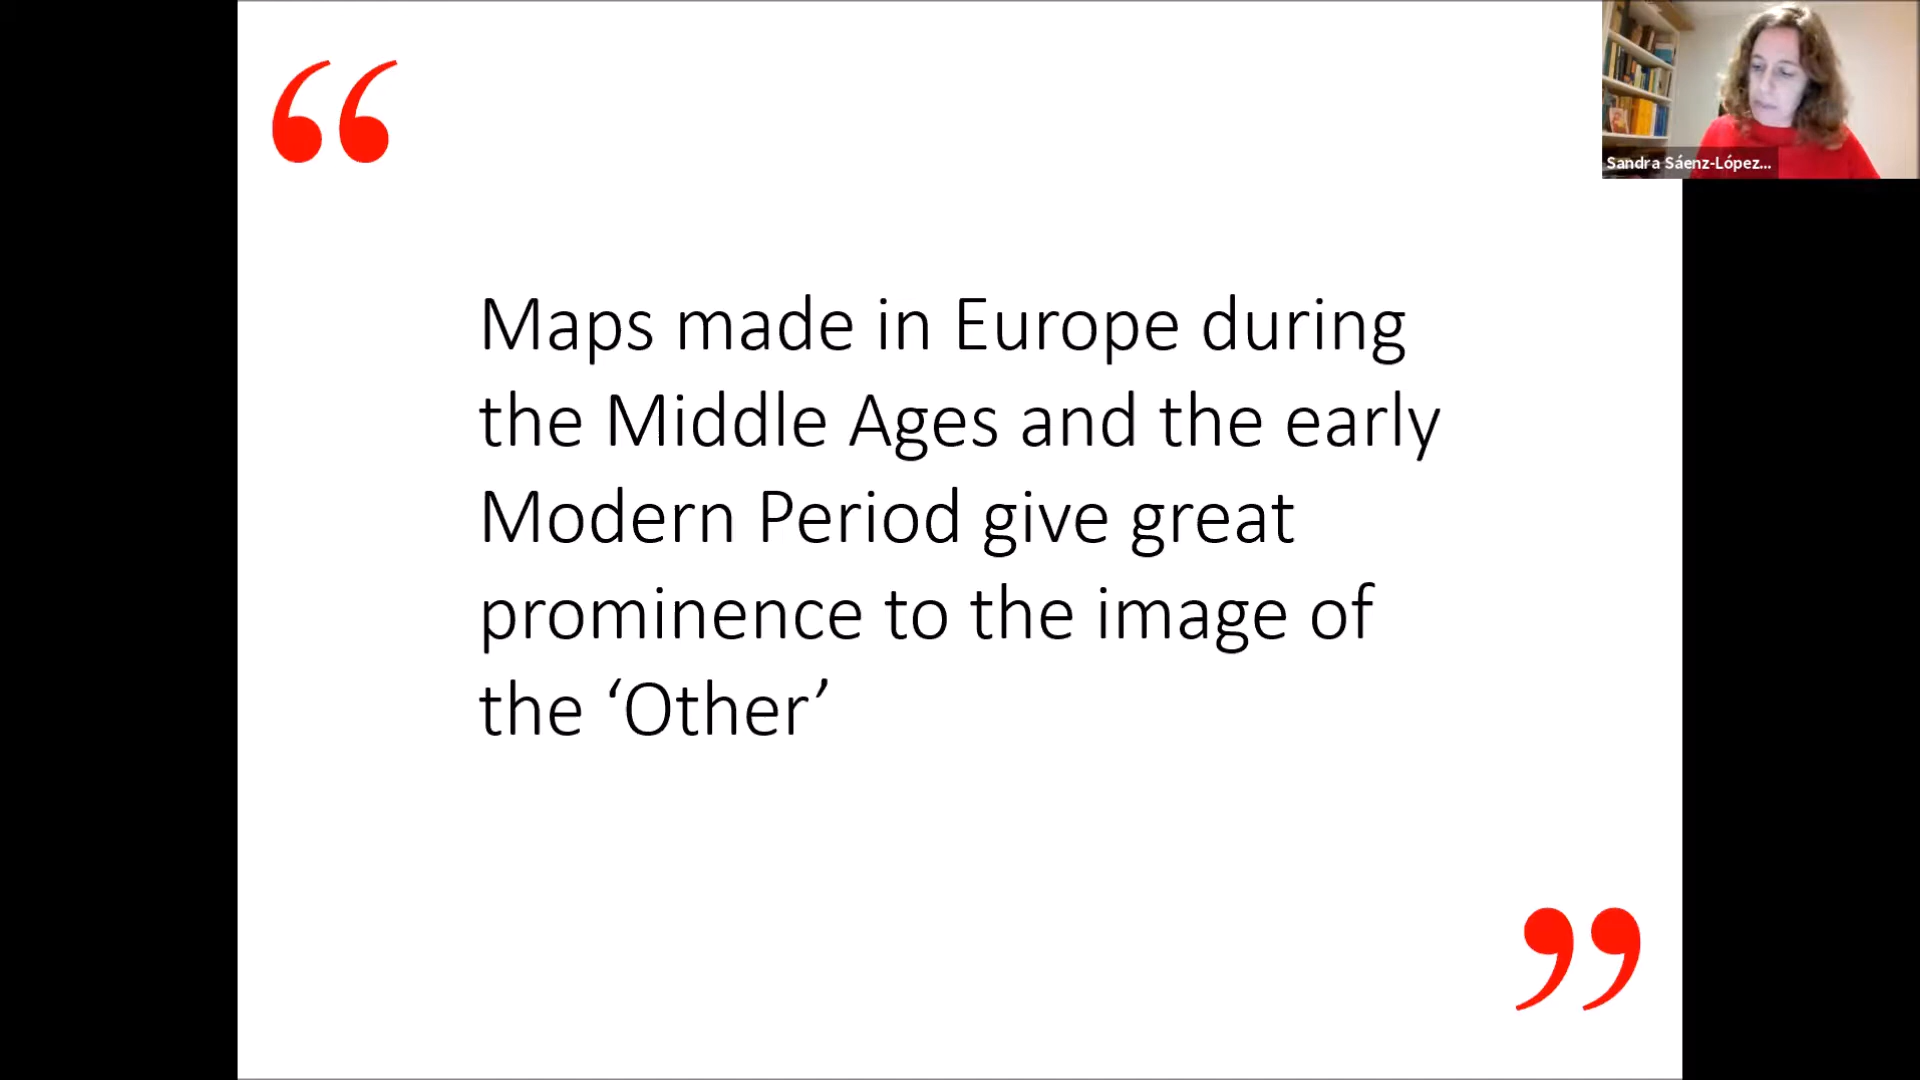 “
Sandra Sáenz-López...
Maps made in Europe during
the Middle Ages and the early
Modern Period give great
prominence to the image of
the ‘Other’
”